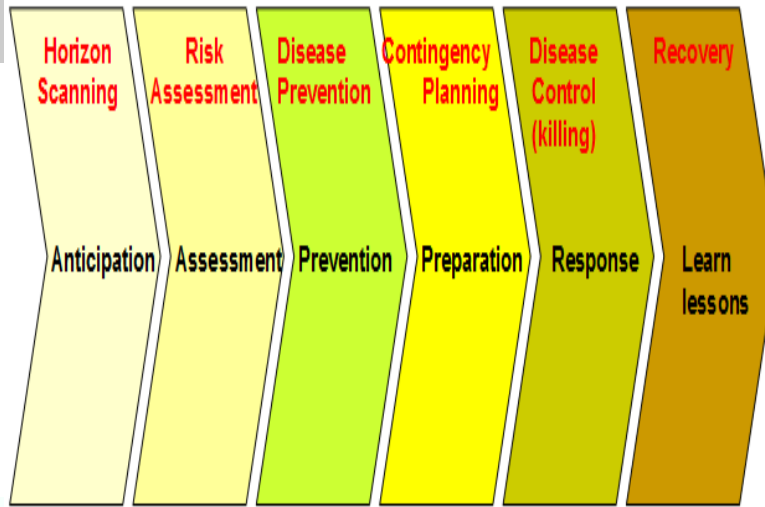 Horizon
Scanning
Risk
Assessment
Disease
Prevention
Contingency
Planning
Disease
Control
(killing)
Recovery
Anticipation
Assessment
Prevention
Preparation
Response
Learn
lessons